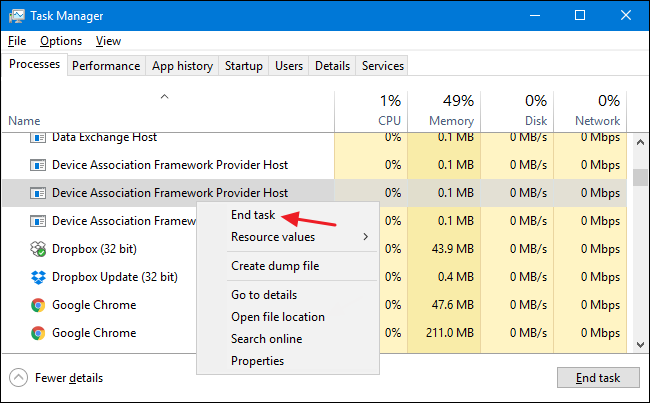 Task Manager
File Options View
Processes Performance App history Startup Users Details Services
1% 49% 0% 0%
Name CPU Memory Disk Network
Data Exchange Host 0% 0.1 MB 0 MB/s 0 Mbps
Device Association Framework Provider Host 0% 0.1 MB 0 MB/s 0 Mbps
Device Association Framework Provider Host 0% 0.1 MB 0 MB/s 0 Mbps
Device Association Framew 0.1 MB 0 MB/s 0 Mbps
Dropbox (32 bit) 43.9 MB 0 MB/s 0 Mbps
Dropbox Update (32 bit) 0% 0.4 MB 0 MB/s 0 Mbps
Google Chrome 0% 47.6 MB 0 MB/s 0 Mbps
Google Chrome 0% 211.0 MB 0 MB/s 0 Mbps
End task
Resource values
Create dump file
Go to details
Open file location
Search online
Properties
Fewer details
End task